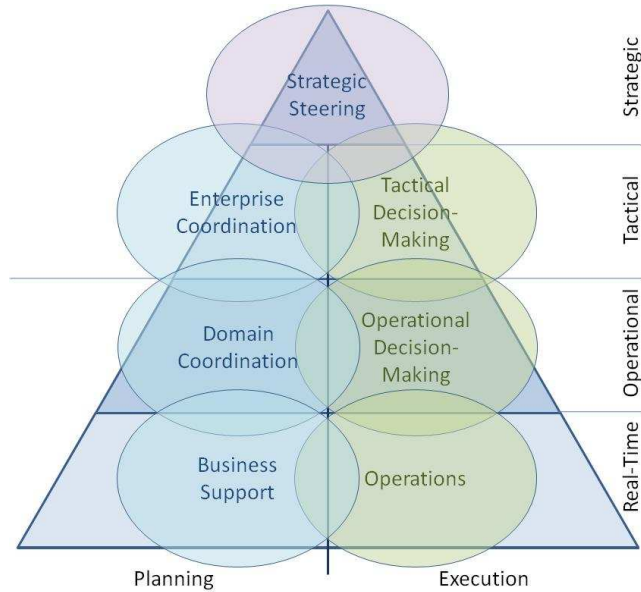 Strategic
Steering
Strategic
Enterprise
Coordination
Tactical
Decision-
Making
Tactical
Domain
Coordination
Operational
Decision-
Making
Operational
Business
Support
Operations
Real-Time
Planning
Execution